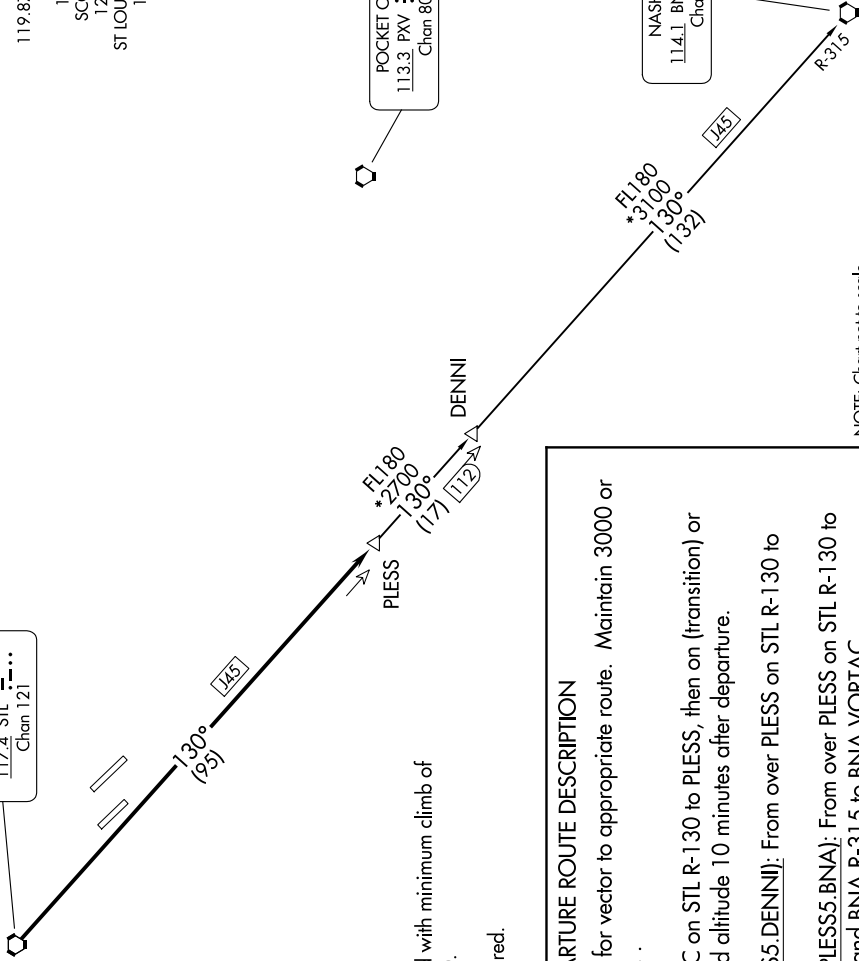 119.8
SC
12
ST LOU
POCKET C
113.3 PXV
Chan 80
NASH
114.1 BN
Cha
R-315
J45
FL180
*3100
130°
(132)
DENNI
FL180
*2700
130°
(17)
112
PLESS
117.4 STL
Chan 121
J45
130°
(95)
NOTE: Chart not to scale
d with minimum climb of
red.
ARTURE ROUTE DESCRIPTION
for vector to appropriate route. Maintain 3000 or
C on STL R-130 to PLESS, then on (transition) or
d altitude 10 minutes after departure.
S5.DENNI): From over PLESS on STL R-130 to
PLESS5.BNA): From over PLESS on STL R-130 to
and BNA R-315 to BNA VORTAC